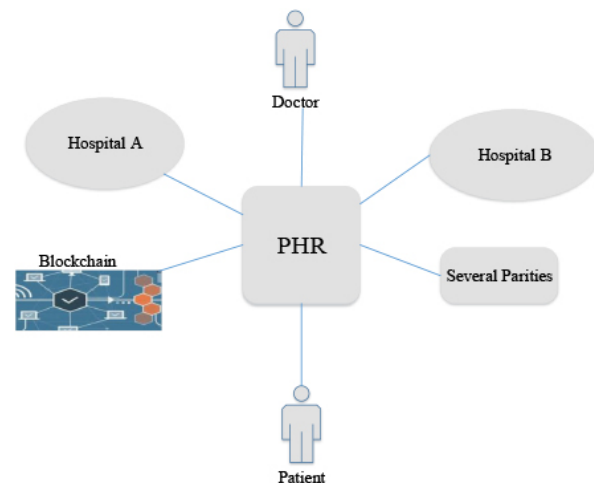 Doctor
Hospital A
Hospital B
PHR
Blockchain
Several Parities
Patient